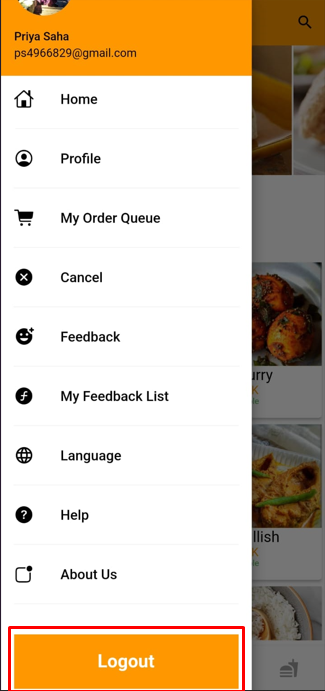 Priya Saha
ps4966829@gmail.com
Home
Profile
My Order Queue
Cancel
Feedback
My Feedback List
Language
Help
About Us
Logout
urry
K
llish
K